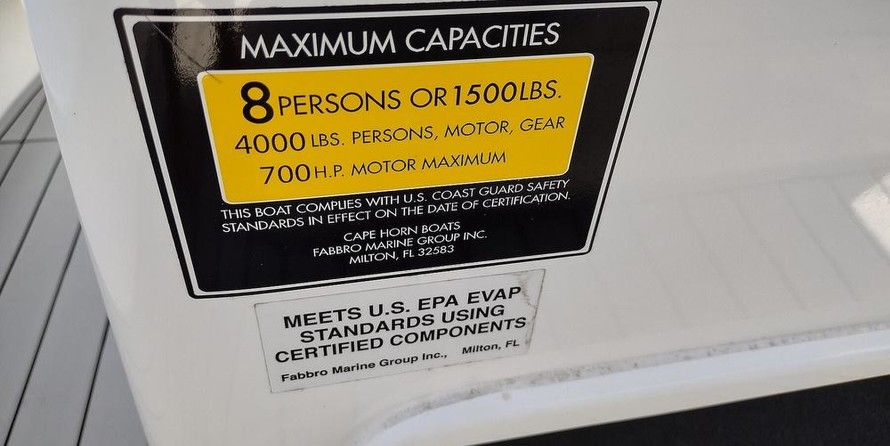 MAXIMUM CAPACITIES
8 PERSONS OR 1500 LBS.
4000 LBS. PERSONS, MOTOR, GEAR
700 H.P. MOTOR MAXIMUM
THIS BOAT COMPLIES WITH U.S. COAST GUARD SAFETY
STANDARDS IN EFFECT ON THE DATE OF CERTIFICATION.
CAPE HORN BOATS
FABBRO MARINE GROUP INC.
MILTON, FL 32583
MEETS U.S. EPA EVAP
STANDARDS USING
CERTIFIED COMPONENTS
Fabbro Marine Group Inc., Milton, FL